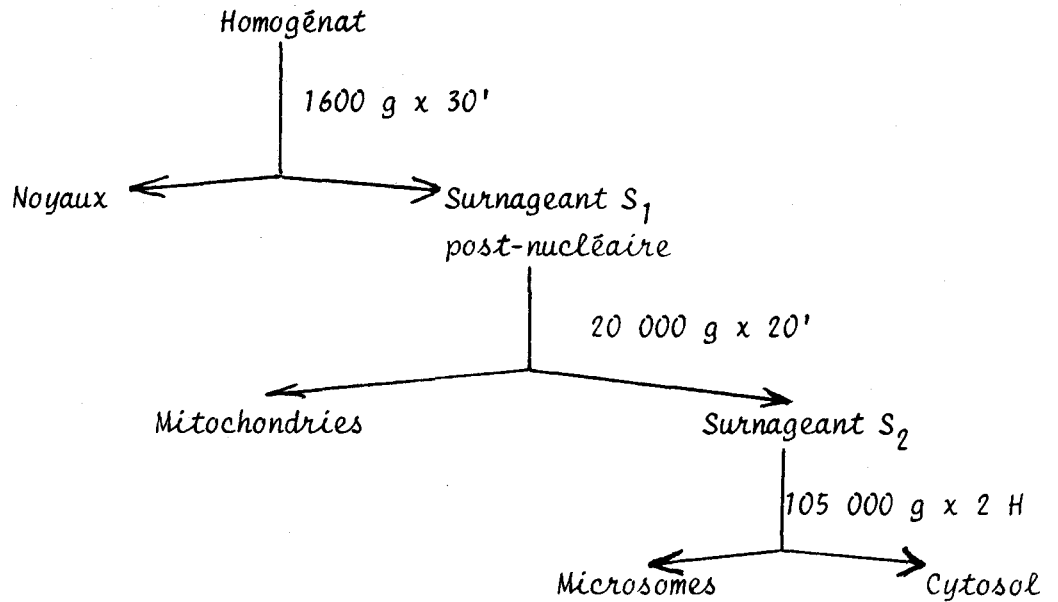 Homogénat
1600 g x 30'
Noyaux
Surnageant S1
post-nucléaire
20 000 g x 20'
Mitochondries
Surnageant S2
105 000 g x 2 H
Microsomes
Cytosol